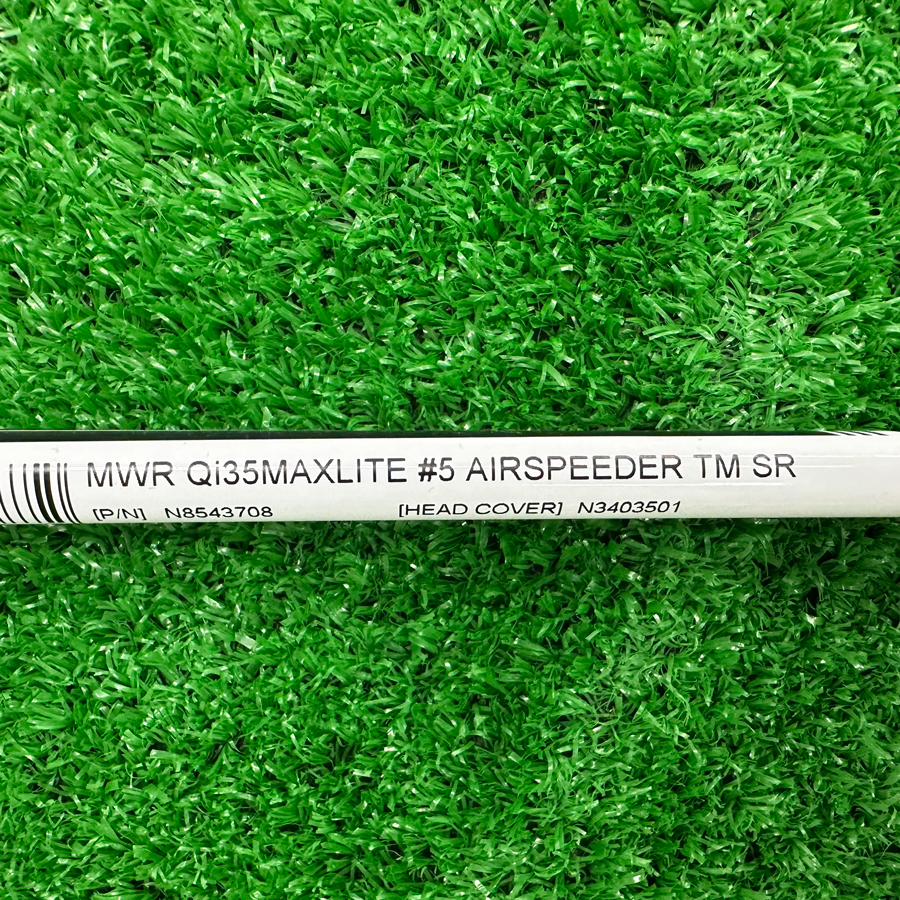 MWR Qi35MAXLITE #5 AIRSPEEDER TM SR
[P/N] N8543708 [HEAD COVER] N3403501